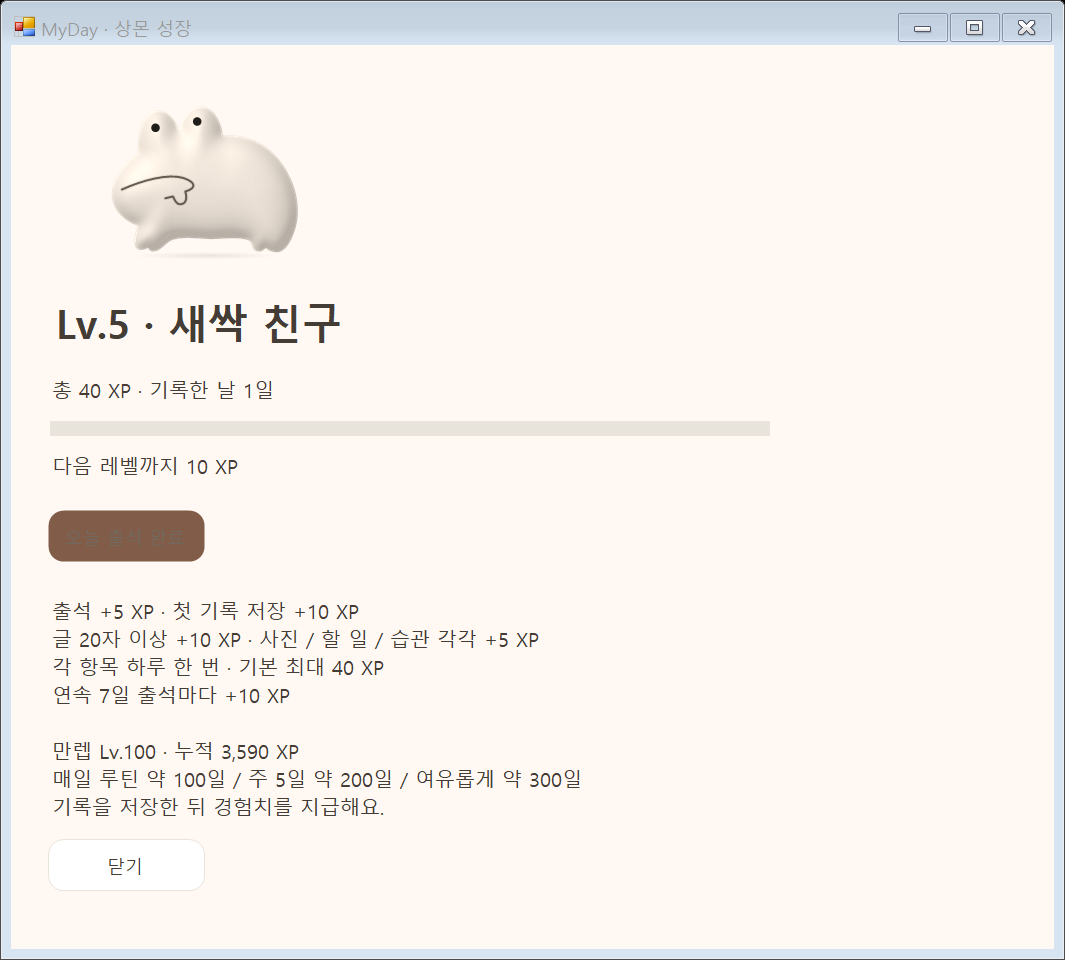 MyDay · 상몬 성장
Lv.5 · 새싹 친구
총 40 XP · 기록한 날 1일
다음 레벨까지 10 XP
오늘 출석 완료
출석 +5 XP · 첫 기록 저장 +10 XP
글 20자 이상 +10 XP · 사진 / 할 일 / 습관 각각 +5 XP
각 항목 하루 한 번 · 기본 최대 40 XP
연속 7일 출석마다 +10 XP
만렙 Lv.100 · 누적 3,590 XP
매일 루틴 약 100일 / 주 5일 약 200일 / 여유롭게 약 300일
기록을 저장한 뒤 경험치를 지급해요.
닫기